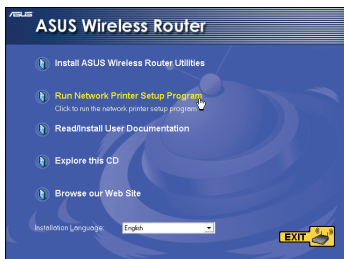 ASUS
ASUS Wireless Router
Install ASUS Wireless Router Utilities
Run Network Printer Setup Program
Click to run the network printer setup program
Read/Install User Documentation
Explore this CD
Browse our Web Site
Installation Language: English
EXIT